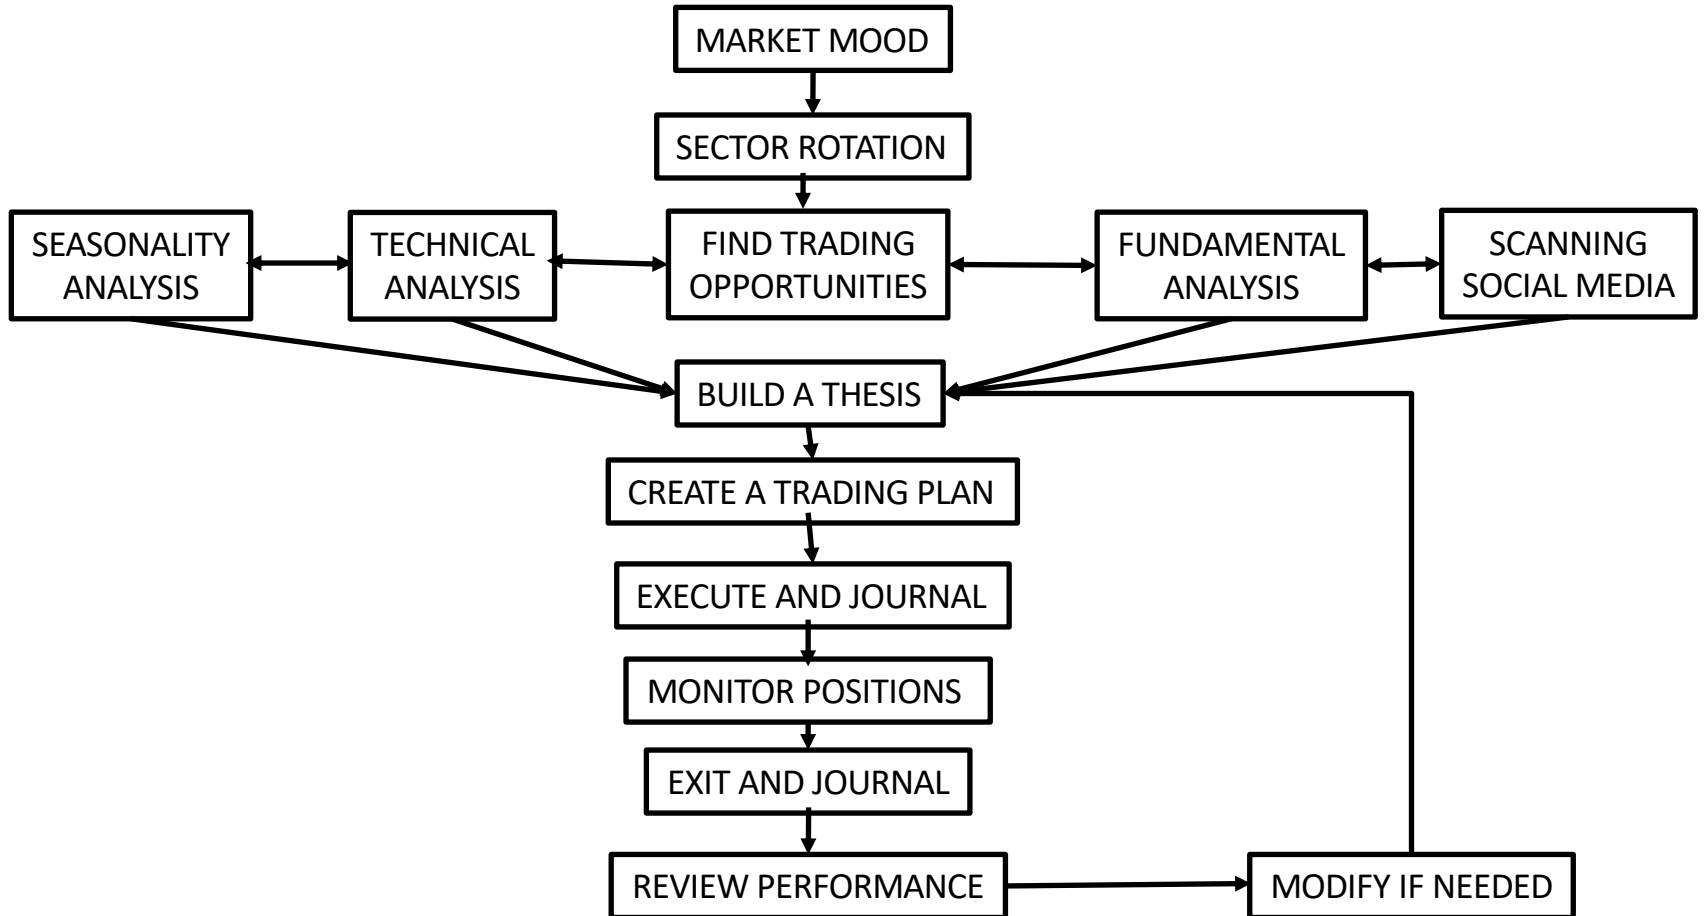 MARKET MOOD
SECTOR ROTATION
SEASONALITY
ANALYSIS
TECHNICAL
ANALYSIS
FIND TRADING
OPPORTUNITIES
FUNDAMENTAL
ANALYSIS
SCANNING
SOCIAL MEDIA
BUILD A THESIS
CREATE A TRADING PLAN
EXECUTE AND JOURNAL
MONITOR POSITIONS
EXIT AND JOURNAL
REVIEW PERFORMANCE
MODIFY IF NEEDED